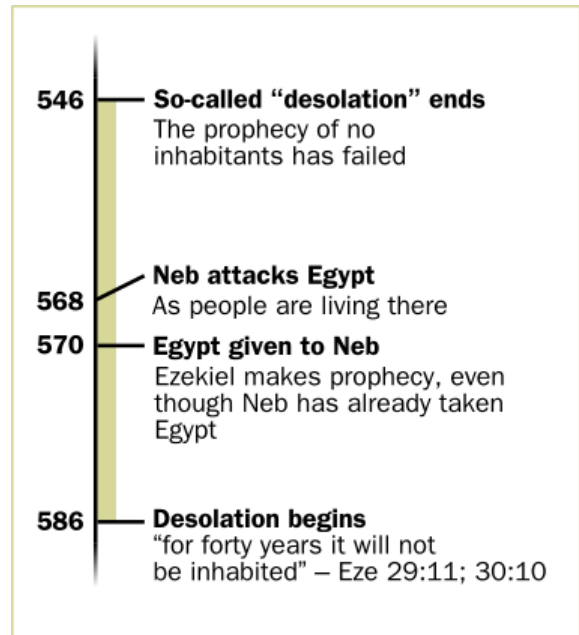 546
So-called “desolation” ends
The prophecy of no
inhabitants has failed
Neb attacks Egypt
568
As people are living there
570
Egypt given to Neb
Ezekiel makes prophecy, even
though Neb has already taken
Egypt
586
Desolation begins
“for forty years it will not
be inhabited” – Eze 29:11; 30:10